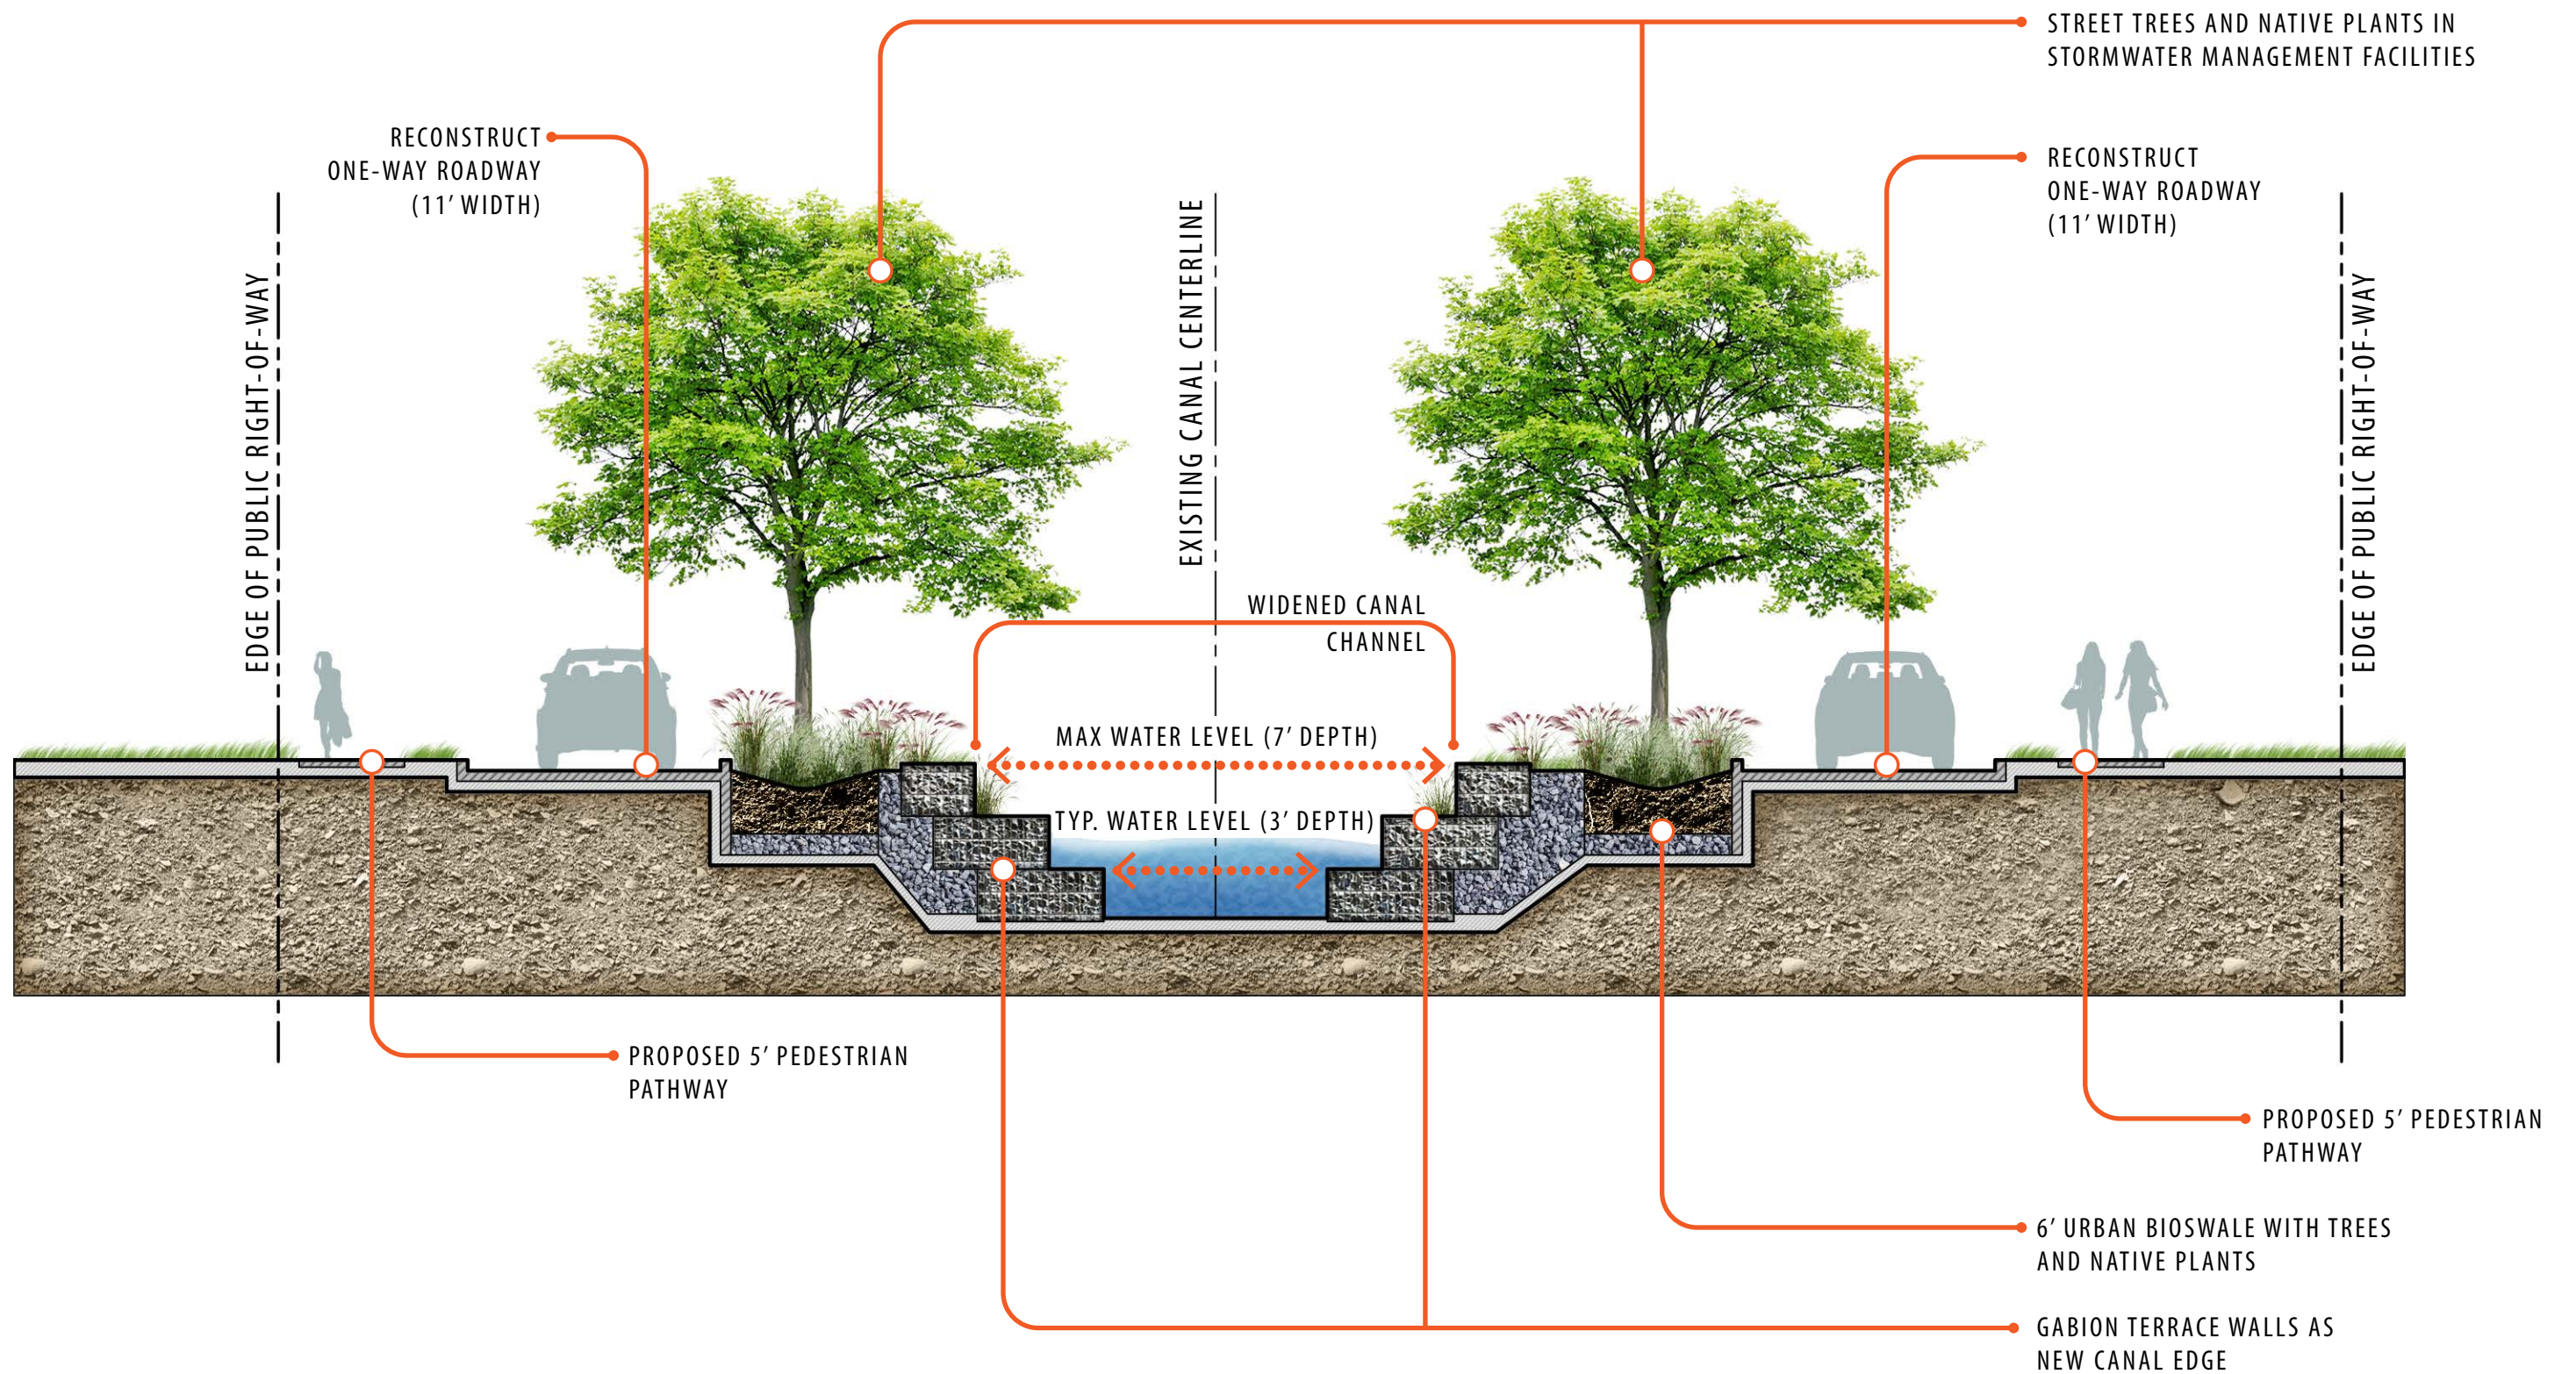 STREET TREES AND NATIVE PLANTS IN
STORMWATER MANAGEMENT FACILITIES
RECONSTRUCT
ONE-WAY ROADWAY
(11′ WIDTH)
RECONSTRUCT
ONE-WAY ROADWAY
(11′ WIDTH)
EDGE OF PUBLIC RIGHT-OF-WAY
EXISTING CANAL CENTERLINE
EDGE OF PUBLIC RIGHT-OF-WAY
WIDENED CANAL
CHANNEL
MAX WATER LEVEL (7′ DEPTH)
TYP. WATER LEVEL (3′ DEPTH)
PROPOSED 5′ PEDESTRIAN
PATHWAY
PROPOSED 5′ PEDESTRIAN
PATHWAY
6′ URBAN BIOSWALE WITH TREES
AND NATIVE PLANTS
GABION TERRACE WALLS AS
NEW CANAL EDGE